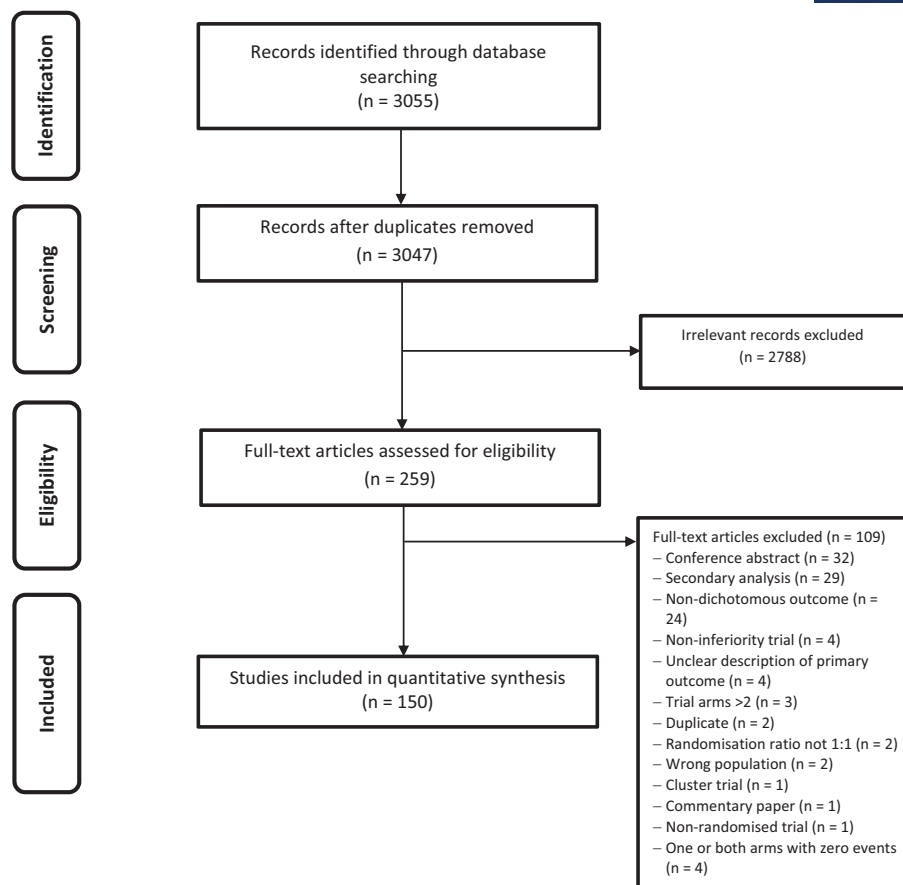 Identification
Records identified through database
searching
(n = 3055)
Screening
Records after duplicates removed
(n = 3047)
Irrelevant records excluded
(n = 2788)
Eligibility
Full-text articles assessed for eligibility
(n = 259)
Full-text articles excluded (n = 109)
– Conference abstract (n = 32)
– Secondary analysis (n = 29)
– Non-dichotomous outcome (n =
24)
– Non-inferiority trial (n = 4)
– Unclear description of primary
outcome (n = 4)
– Trial arms >2 (n = 3)
– Duplicate (n = 2)
– Randomisation ratio not 1:1 (n = 2)
– Wrong population (n = 2)
– Cluster trial (n = 1)
– Commentary paper (n = 1)
– Non-randomised trial (n = 1)
– One or both arms with zero events
(n = 4)
Included
Studies included in quantitative synthesis
(n = 150)